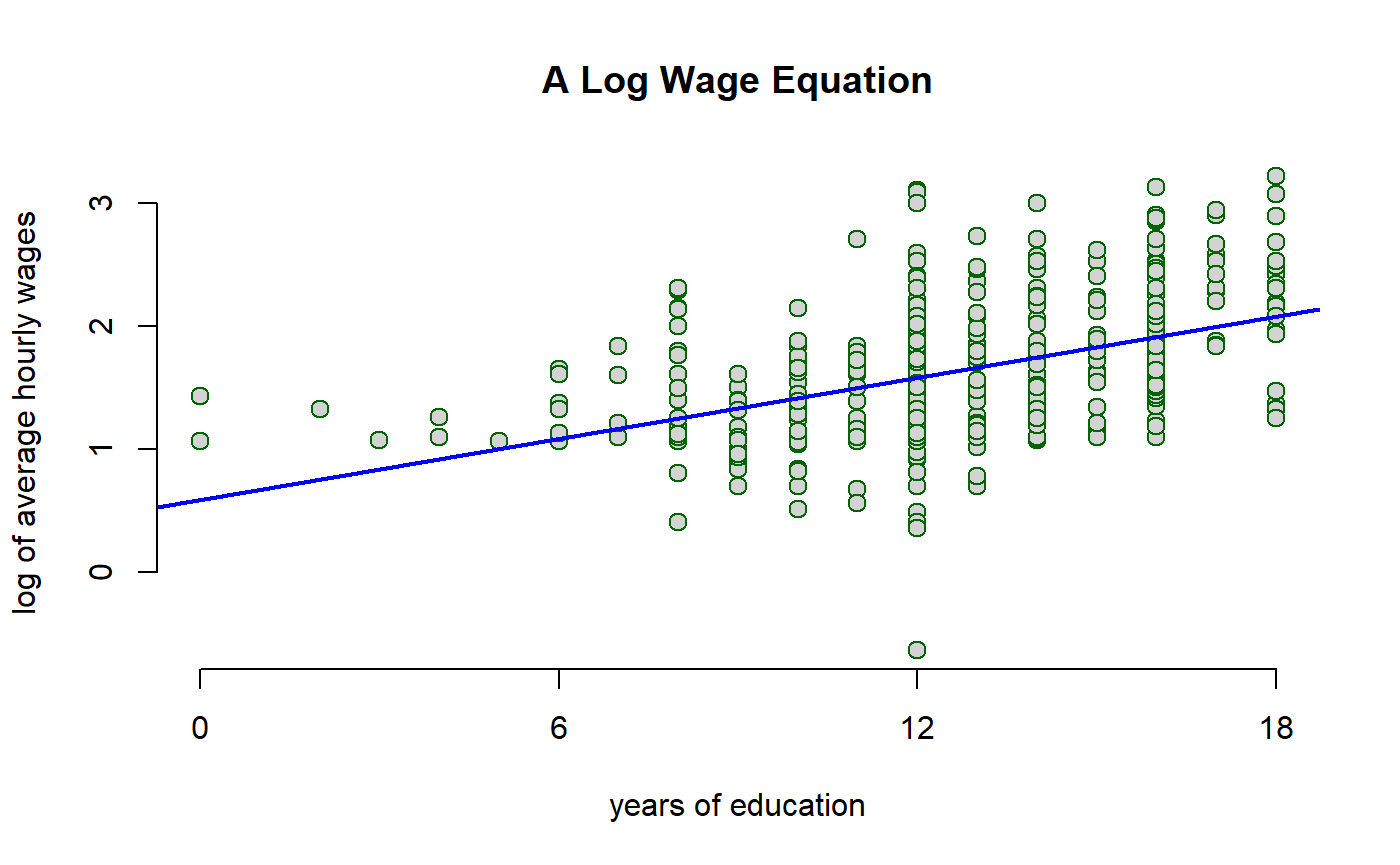 A Log Wage Equation
log of average hourly wages
3
2
1
0
0 6 12 18
years of education